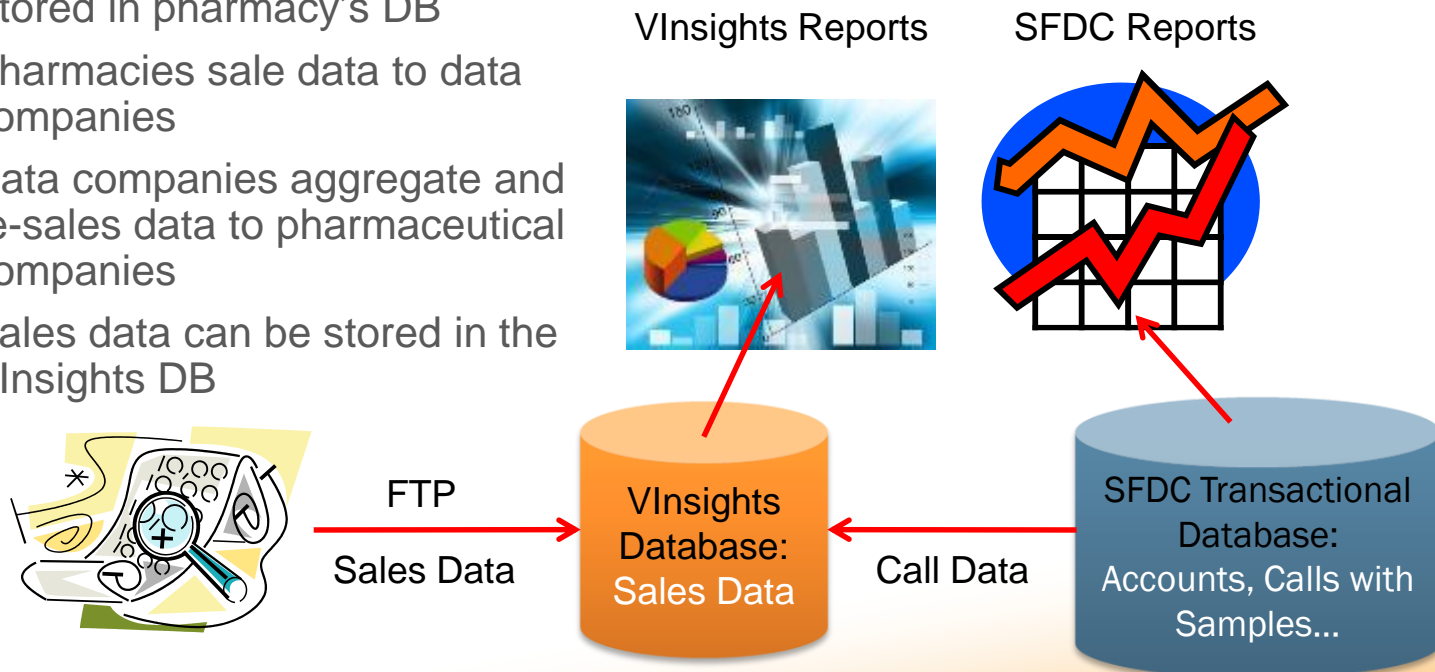 tored in pharmacy's DB
harmacies sale data to data
ompanies
ata companies aggregate and
e-sales data to pharmaceutical
ompanies
ales data can be stored in the
Insights DB
VInsights Reports
SFDC Reports
180
FTP
Sales Data
VInsights
Database:
Sales Data
Call Data
SFDC Transactional
Database:
Accounts, Calls with
Samples...